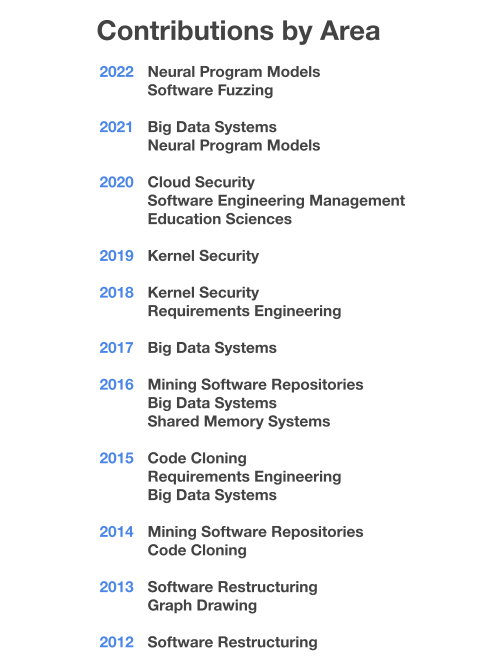 Contributions by Area
2022 Neural Program Models
Software Fuzzing
2021 Big Data Systems
Neural Program Models
2020 Cloud Security
Software Engineering Management
Education Sciences
2019 Kernel Security
2018 Kernel Security
Requirements Engineering
2017 Big Data Systems
2016 Mining Software Repositories
Big Data Systems
Shared Memory Systems
2015 Code Cloning
Requirements Engineering
Big Data Systems
2014 Mining Software Repositories
Code Cloning
2013 Software Restructuring
Graph Drawing
2012 Software Restructuring